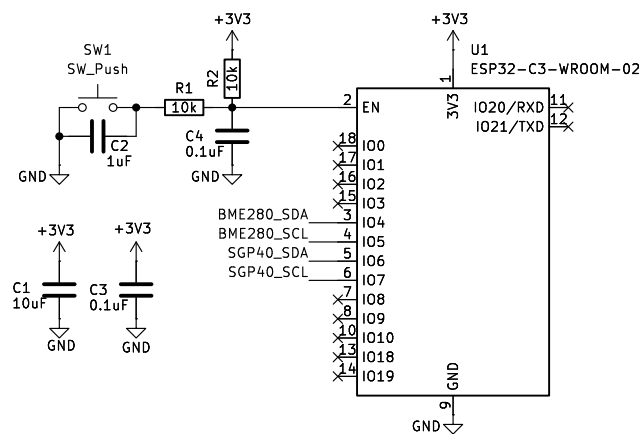 +3V3
+3V3
SW1
SW_Push
R1
10k
R2
10k
U1
ESP32-C3-WROOM-02
1
3V3
2
EN
11
IO20/RXD
12
IO21/TXD
C2
1uF
C4
0.1uF
GND
GND
18
IO0
17
IO1
16
IO2
15
IO3
BME280_SDA
3
IO4
BME280_SCL
4
IO5
SGP40_SDA
5
IO6
SGP40_SCL
6
IO7
7
IO8
8
IO9
10
IO10
13
IO18
14
IO19
+3V3
+3V3
C1
10uF
C3
0.1uF
GND
GND
GND
9
GND